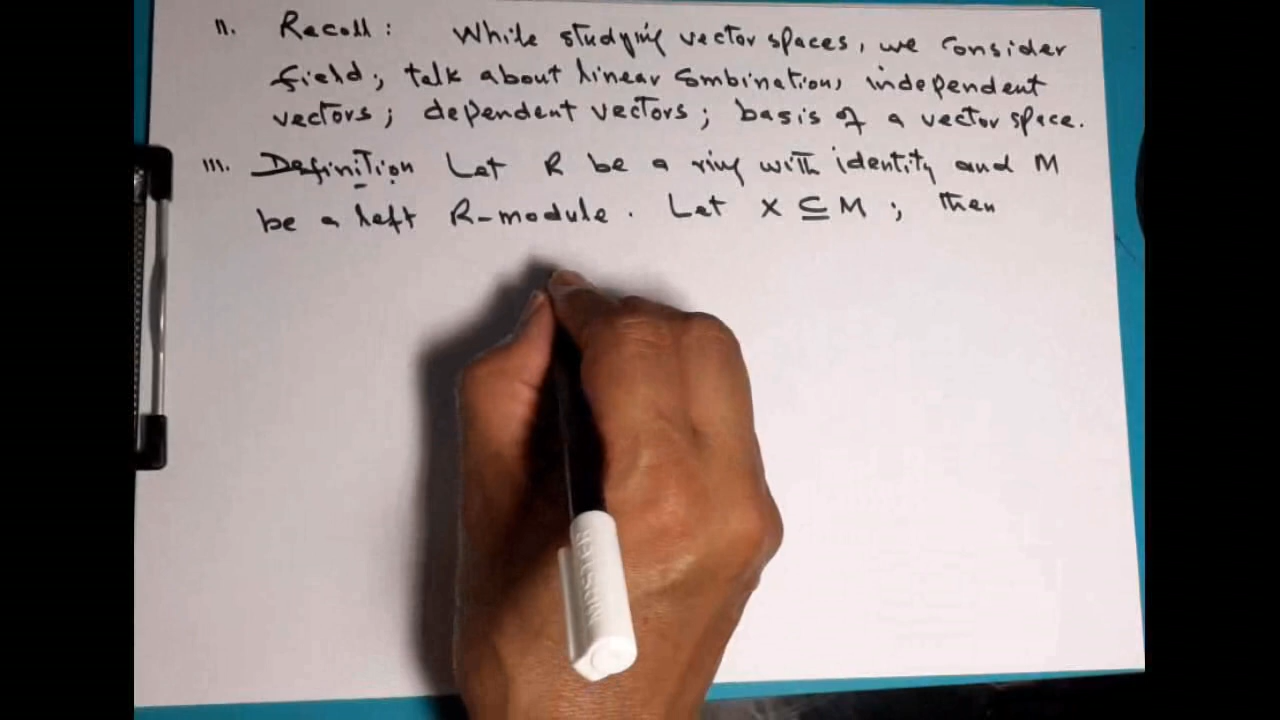 II. Recall : While studying vector spaces, we consider
field; talk about linear combination, independent
vectors; dependent vectors; basis of a vector space.
III. Definition Let R be a ring with identity and M
be a left R-module. Let X ⊆ M ; then